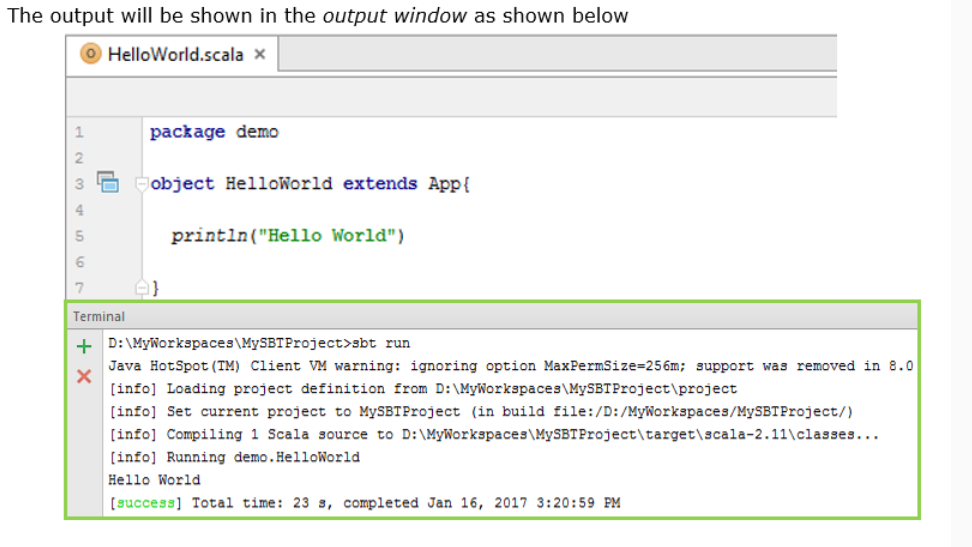 The output will be shown in the output window as shown below
HelloWorld.scala ×
1 package demo
2
3 object HelloWorld extends App{
4
5 println("Hello World")
6
7 }
Terminal
D:\MyWorkspaces\MySBTProject>sbt run
Java HotSpot(TM) Client VM warning: ignoring option MaxPermSize=256m; support was removed in 8.0
[info] Loading project definition from D:\MyWorkspaces\MySBTProject\project
[info] Set current project to MySBTProject (in build file:/D:/MyWorkspaces/MySBTProject/)
[info] Compiling 1 Scala source to D:\MyWorkspaces\MySBTProject\target\scala-2.11\classes...
[info] Running demo.HelloWorld
Hello World
[success] Total time: 23 s, completed Jan 16, 2017 3:20:59 PM